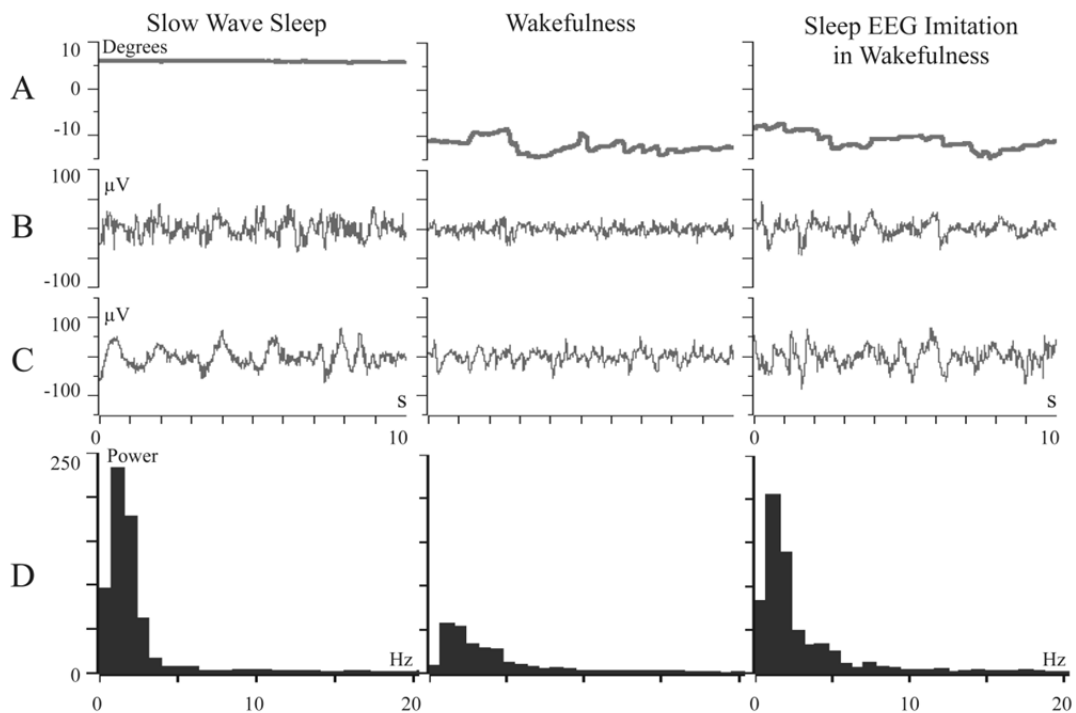 Slow Wave Sleep
Wakefulness
Sleep EEG Imitation
in Wakefulness
A
10
Degrees
0
-10
B
100
µV
-100
C
µV
100
-100
s
s
0
10
0
10
D
250
Power
0
Hz
Hz
0
10
20
0
10
20